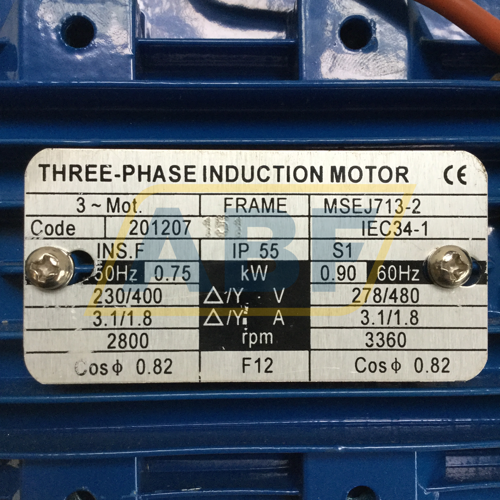 THREE-PHASE INDUCTION MOTOR CE
3~Mot. FRAME MSEJ713-2
Code 201207 IEC34-1
INS.F IP 55 S1
50Hz 0.75 kW 0.90 60Hz
230/400 △/Y V 278/480
3.1/1.8 △/Y A 3.1/1.8
2800 rpm 3360
Cosϕ 0.82 F12 Cosϕ 0.82
ABF